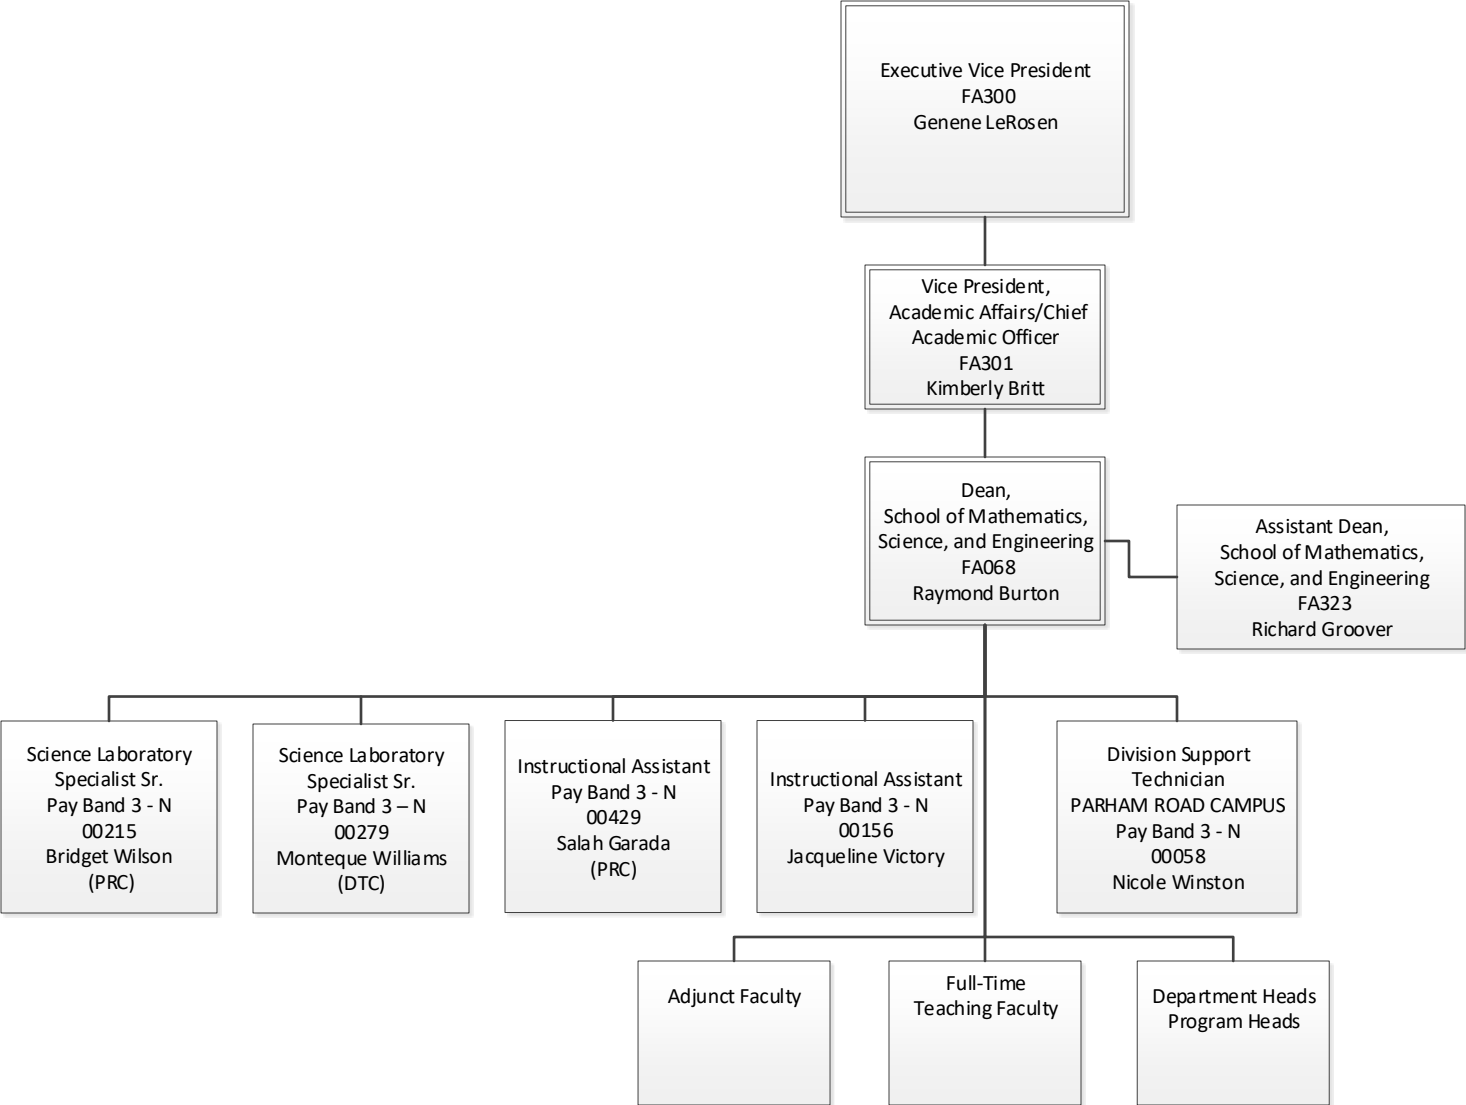 Executive Vice President
FA300
Genene LeRosen
Vice President,
Academic Affairs/Chief
Academic Officer
FA301
Kimberly Britt
Dean,
School of Mathematics,
Science, and Engineering
FA068
Raymond Burton
Assistant Dean,
School of Mathematics,
Science, and Engineering
FA323
Richard Groover
Science Laboratory
Specialist Sr.
Pay Band 3 - N
00215
Bridget Wilson
(PRC)
Science Laboratory
Specialist Sr.
Pay Band 3 – N
00279
Monteque Williams
(DTC)
Instructional Assistant
Pay Band 3 - N
00429
Salah Garada
(PRC)
Instructional Assistant
Pay Band 3 - N
00156
Jacqueline Victory
Division Support
Technician
PARHAM ROAD CAMPUS
Pay Band 3 - N
00058
Nicole Winston
Adjunct Faculty
Full-Time
Teaching Faculty
Department Heads
Program Heads